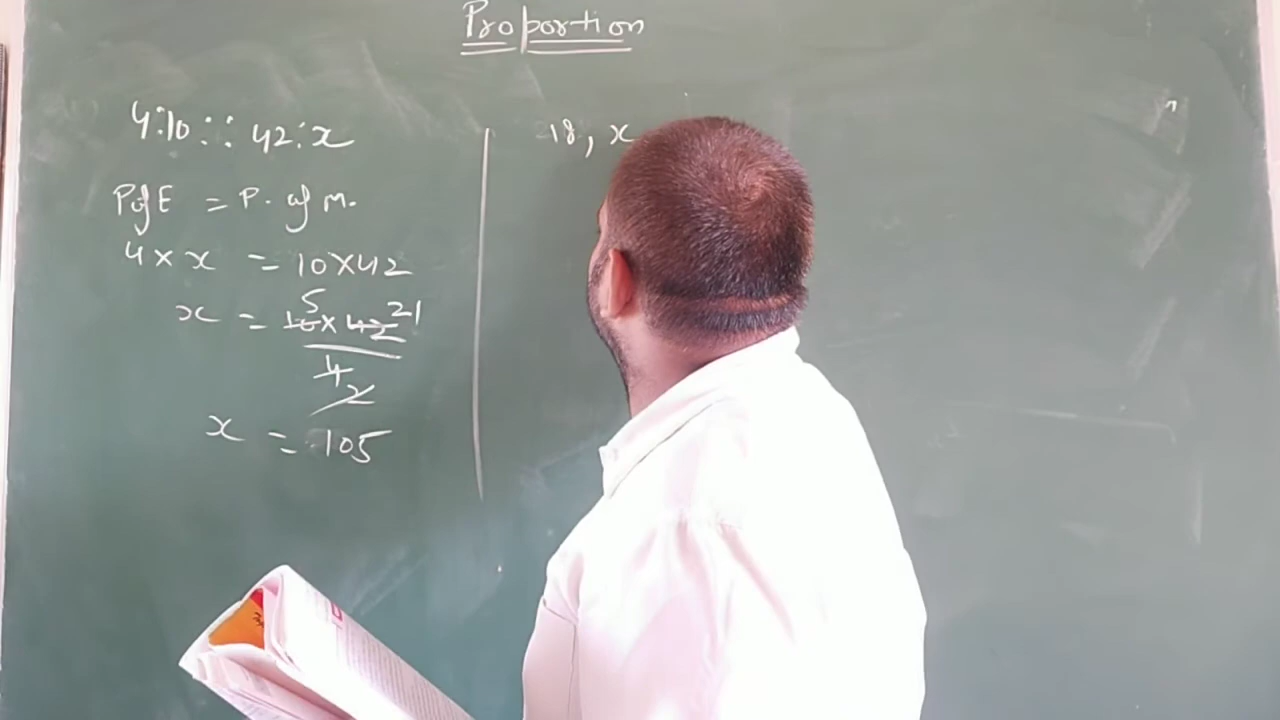 Proportion
4:10 :: 42:x
P of E = P. of m.
4 × x = 10 × 42
x = 10 5 × 42 21
4 2
x = 105
18, x